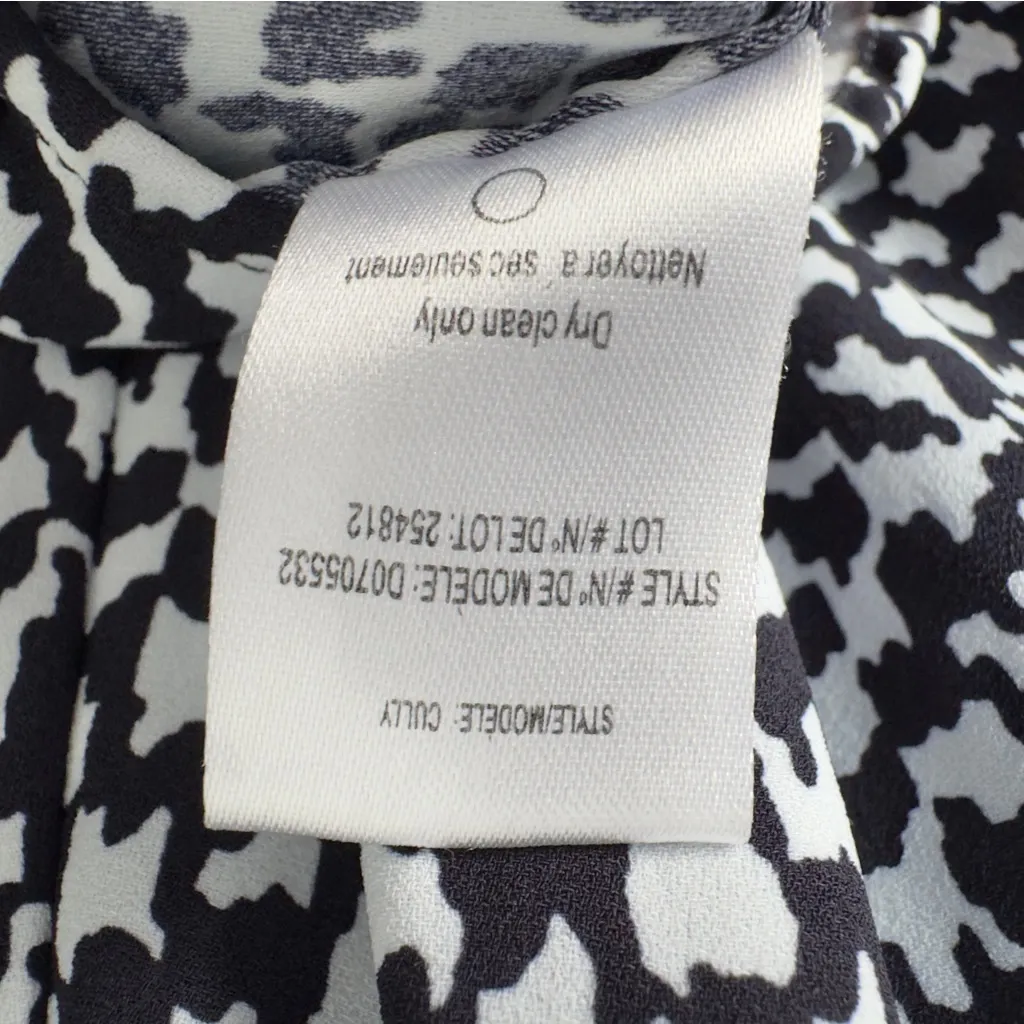 STYLE/MODÈLE: CULLY
STYLE #/N° DE MODÈLE: D0705532
LOT #/N° DE LOT: 254812
Dry clean only
Nettoyer à sec seulement